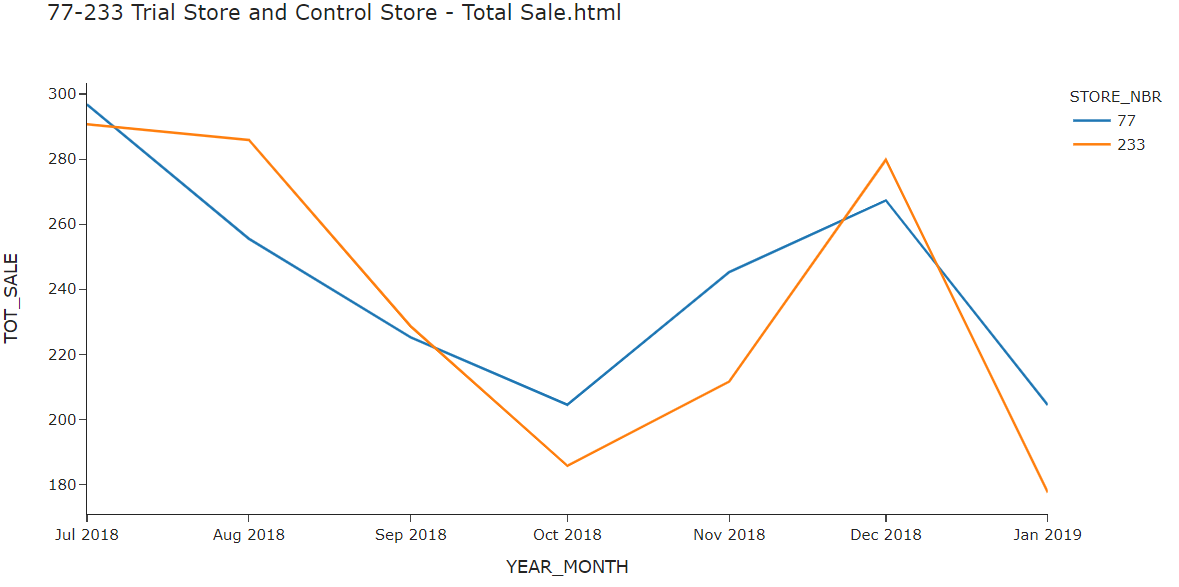 77-233 Trial Store and Control Store - Total Sale.html
300
280
260
240
220
200
180
TOT_SALE
Jul 2018
Aug 2018
Sep 2018
Oct 2018
Nov 2018
Dec 2018
Jan 2019
YEAR_MONTH
STORE_NBR
77
233